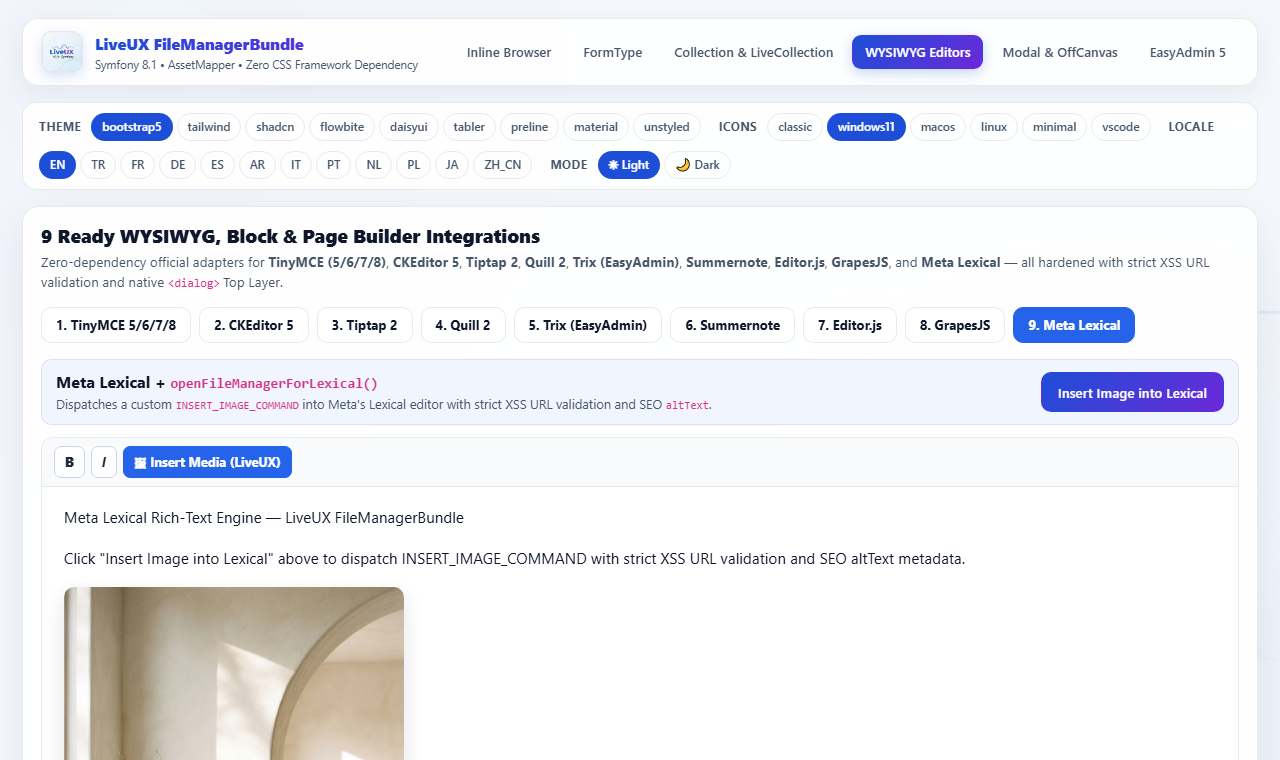 LiveUX FileManagerBundle
Symfony 8.1 • AssetMapper • Zero CSS Framework Dependency
Inline Browser
FormType
Collection & LiveCollection
WYSIWYG Editors
Modal & OffCanvas
EasyAdmin 5
THEME bootstrap5 tailwind shadcn flowbite daisyui tabler preline material unstyled ICONS classic windows11 macos linux minimal vscode LOCALE
EN TR FR DE ES AR IT PT NL PL JA ZH_CN MODE Light Dark
9 Ready WYSIWYG, Block & Page Builder Integrations
Zero-dependency official adapters for TinyMCE (5/6/7/8), CKEditor 5, Tiptap 2, Quill 2, Trix (EasyAdmin), Summernote, Editor.js, GrapesJS, and Meta Lexical — all hardened with strict XSS URL
validation and native <dialog> Top Layer.
1. TinyMCE 5/6/7/8
2. CKEditor 5
3. Tiptap 2
4. Quill 2
5. Trix (EasyAdmin)
6. Summernote
7. Editor.js
8. GrapesJS
9. Meta Lexical
Meta Lexical + openFileManagerForLexical()
Dispatches a custom INSERT_IMAGE_COMMAND into Meta's Lexical editor with strict XSS URL validation and SEO altText.
Insert Image into Lexical
B I Insert Media (LiveUX)
Meta Lexical Rich-Text Engine — LiveUX FileManagerBundle
Click "Insert Image into Lexical" above to dispatch INSERT_IMAGE_COMMAND with strict XSS URL validation and SEO altText metadata.